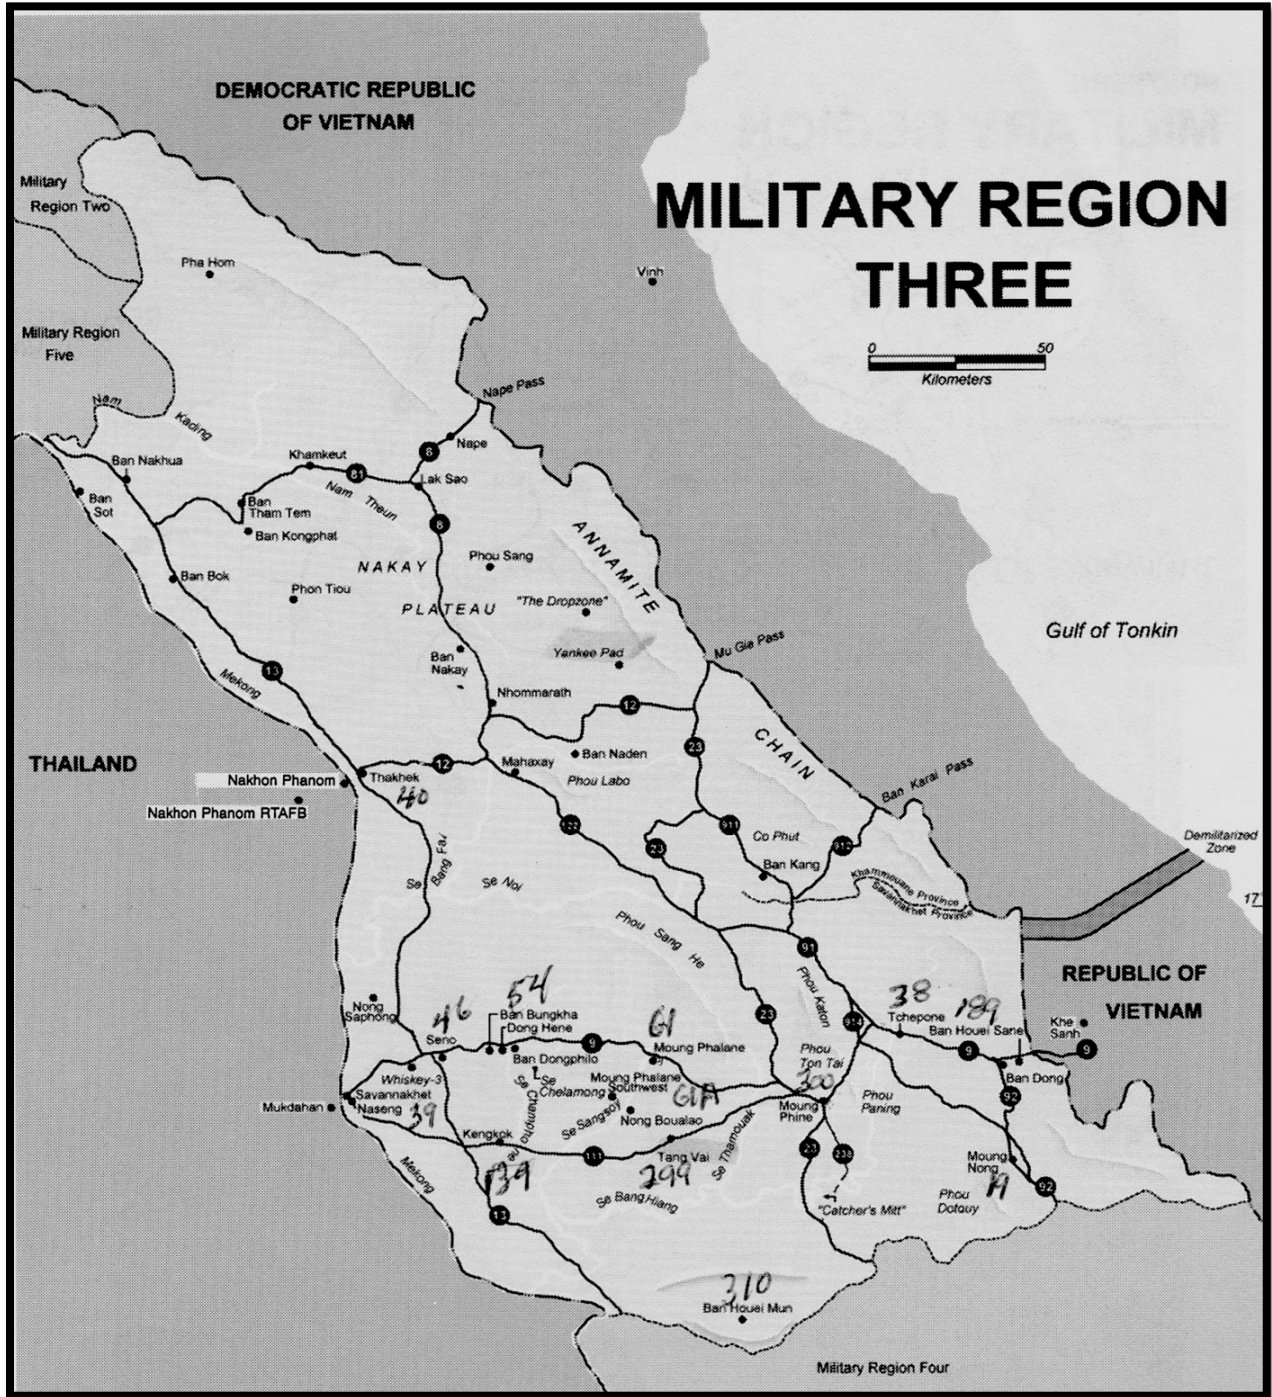 DEMOCRATIC REPUBLIC
OF VIETNAM
MILITARY REGION
THREE
0 50
Kilometers
Military
Region Two
Pha Hom
Vinh
Military Region
Five
Nape Pass
Nam
Kading
Nape
8
Ban Nakhua
Khamkeut
81
Lak Sao
Ban
Sot
Ban
Tham Tem
Nam Theun
8
Ban Kongphat
ANNAMITE
NAKAY
Phou Sang
Ban Bok
Phon Tiou
PLATEAU
"The Dropzone"
Gulf of Tonkin
Ban
Nakay
Yankee Pad
Mu Gia Pass
13
Mekong
Nhommarath
12
23
CHAIN
THAILAND
12
Mahaxay
Ban Naden
Phou Labo
Nakhon Phanom
Thakhek
40
Nakhon Phanom RTAFB
Ban Karai Pass
122
911
Co Phut
912
23
Ban Kang
Demilitarized
Zone
Se Bang Fai
Se Noi
Khammouane Province
Savannakhet Province
17
Phou Sang He
91
Phou Katon
REPUBLIC OF
VIETNAM
Nong
Saphong
46
54
Ban Bungkha
Dong Hene
Seno
9
61
Moung Phalane
23
914
38
Tchepone
189
Ban Houei Sane
Khe
Sanh
9
9
Ban Dongphilo
Phou
Ton Tai
Whiskey-3
Se
Chelamong
Moung Phalane
Southwest
61A
300
Ban Dong
92
Savannakhet
Naseng
39
Mukdahan
Se Champhone
Se Sangsoy
Nong Boualao
Moung
Phine
Phou
Paning
Kengkok
111
Tang Vai
299
Se Thamouak
23
238
Moung
Nong
19
92
Mekong
139
13
Se Bang Hiang
"Catcher's Mitt"
Phou
Dotouy
310
Ban Houei Mun
Military Region Four